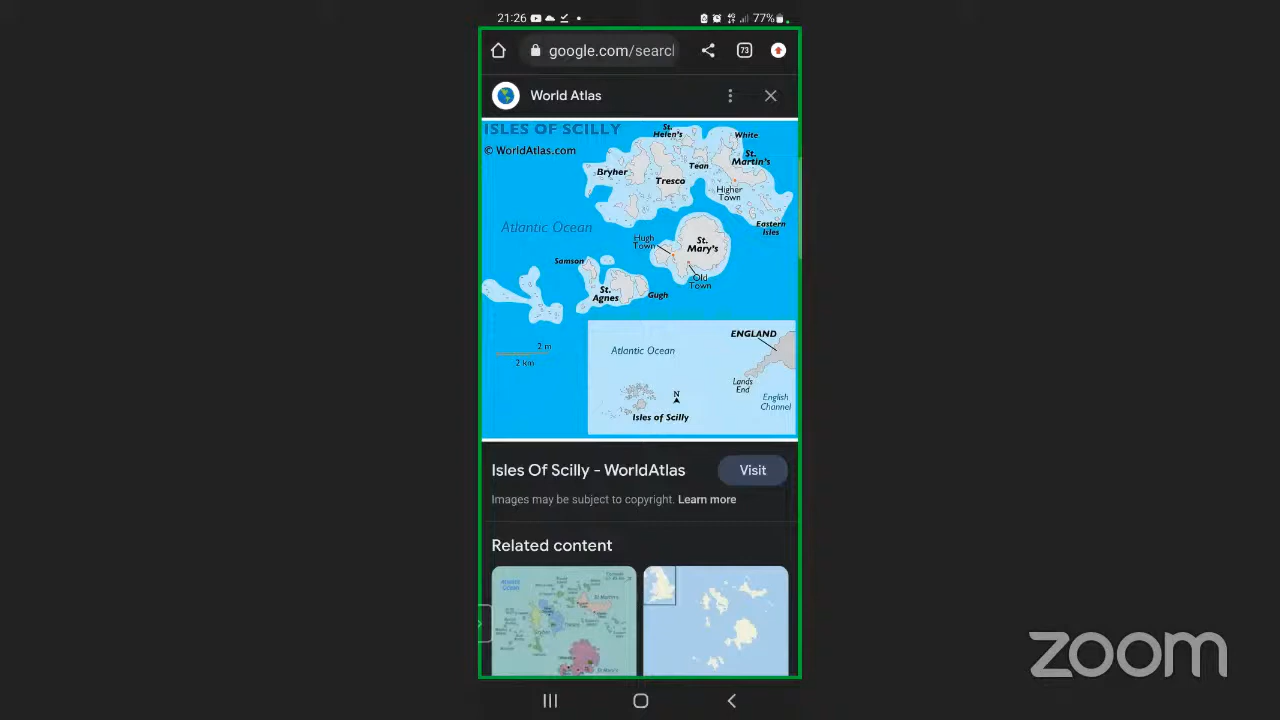 21:26
77%
google.com/search
73
World Atlas
ISLES OF SCILLY
© WorldAtlas.com
St.
Helen's
White
St.
Martin's
Bryher
Tean
Tresco
Higher
Town
Eastern
Isles
Atlantic Ocean
Hugh
Town
St.
Mary's
Samson
Old
Town
St.
Agnes
Gugh
2 m
2 km
ENGLAND
Atlantic Ocean
Lands
End
English
Channel
N
Isles of Scilly
Isles Of Scilly - WorldAtlas
Visit
Images may be subject to copyright. Learn more
Related content
zoom